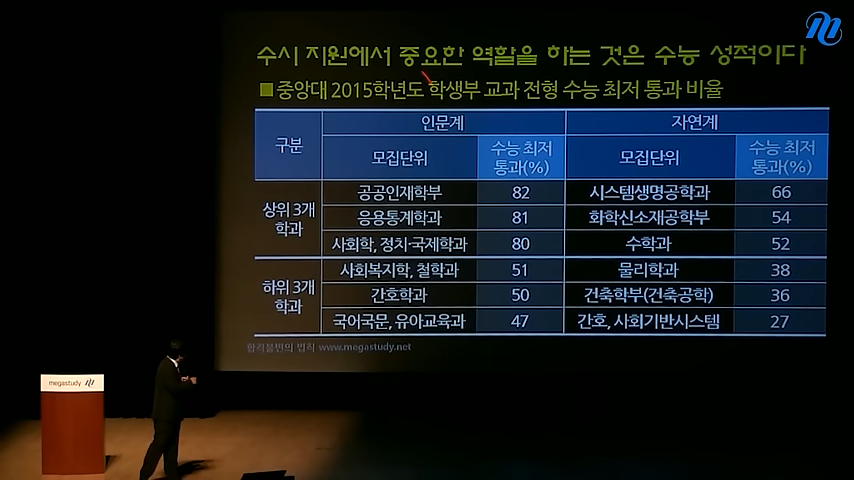 수시 지원에서 중요한 역할을 하는 것은 수능 성적이다
■중앙대 2015학년도 학생부 교과 전형 수능 최저 통과 비율
구분 인문계 자연계
모집단위 수능 최저 통과(%) 모집단위 수능 최저 통과(%)
상위 3개 학과 공공인재학부 82 시스템생명공학과 66
응용통계학과 81 화학신소재공학부 54
사회학, 정치·국제학과 80 수학과 52
하위 3개 학과 사회복지학, 철학과 51 물리학과 38
간호학과 50 건축학부(건축공학) 36
국어국문, 유아교육과 47 간호, 사회기반시스템 27
합격불변의 법칙 www.megastudy.net
megastudy